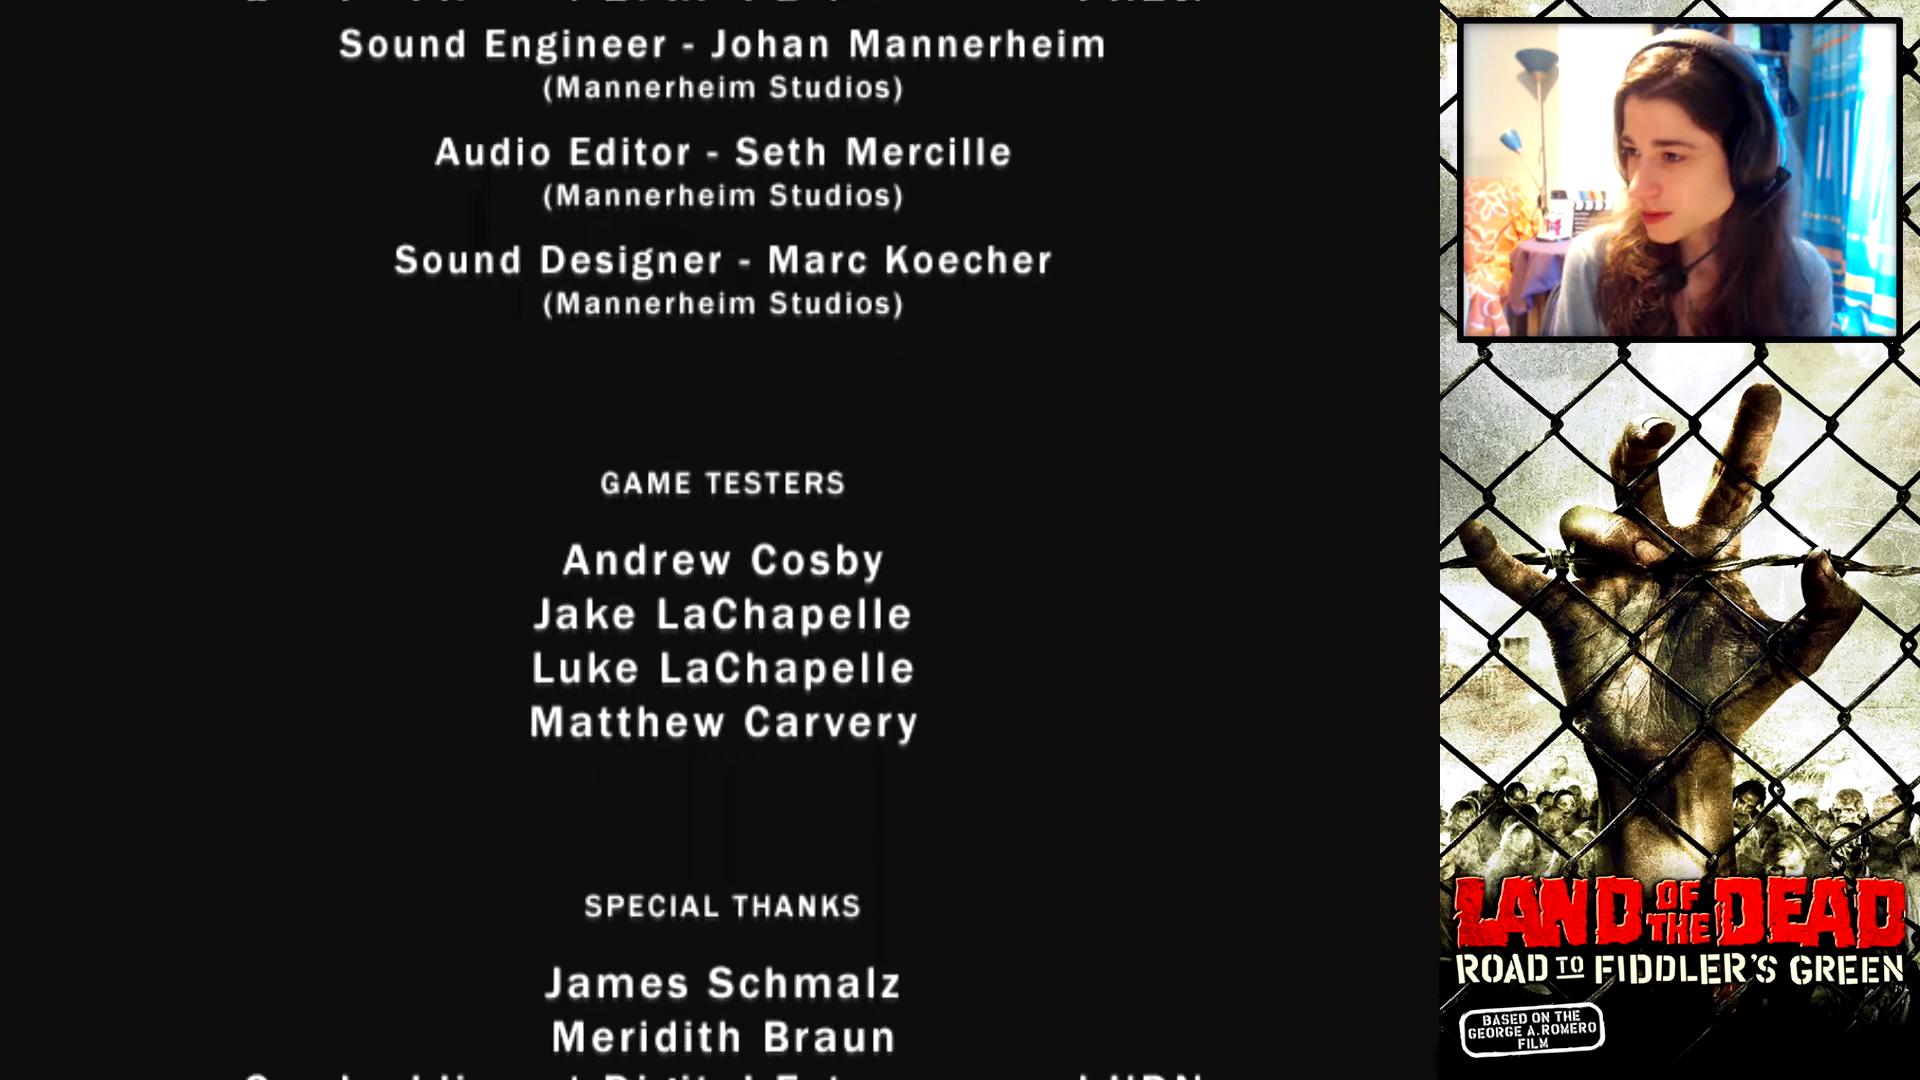 Sound Engineer - Johan Mannerheim
(Mannerheim Studios)
Audio Editor - Seth Mercille
(Mannerheim Studios)
Sound Designer - Marc Koecher
(Mannerheim Studios)
GAME TESTERS
Andrew Cosby
Jake LaChapelle
Luke LaChapelle
Matthew Carvery
SPECIAL THANKS
James Schmalz
Meridith Braun
LAND OF THE DEAD
ROAD TO FIDDLER'S GREEN
BASED ON THE
GEORGE A. ROMERO
FILM